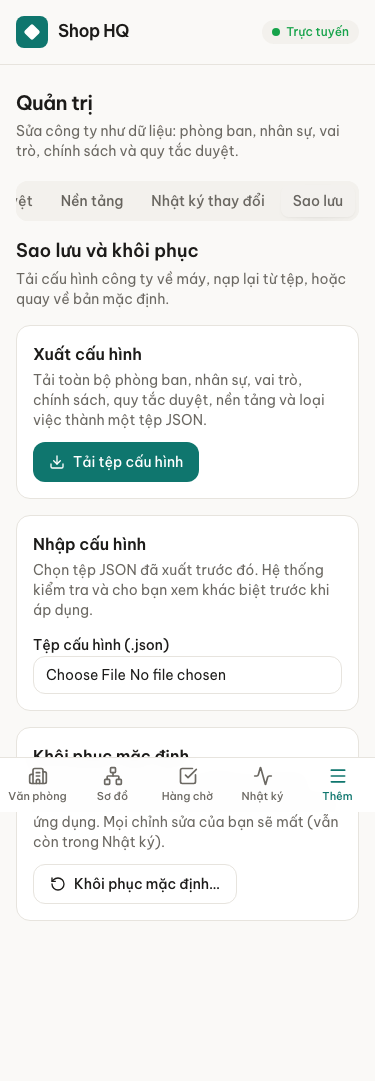 Shop HQ
Trực tuyến
Quản trị
Sửa công ty như dữ liệu: phòng ban, nhân sự, vai
trò, chính sách và quy tắc duyệt.
Nền tảng
Nhật ký thay đổi
Sao lưu
Sao lưu và khôi phục
Tải cấu hình công ty về máy, nạp lại từ tệp, hoặc
quay về bản mặc định.
Xuất cấu hình
Tải toàn bộ phòng ban, nhân sự, vai trò,
chính sách, quy tắc duyệt, nền tảng và loại
việc thành một tệp JSON.
Tải tệp cấu hình
Nhập cấu hình
Chọn tệp JSON đã xuất trước đó. Hệ thống
kiểm tra và cho bạn xem khác biệt trước khi
áp dụng.
Tệp cấu hình (.json)
Choose File No file chosen
Khôi phục mặc định
Văn phòng
Sơ đồ
Hàng chờ
Nhật ký
Thêm
ứng dụng. Mọi chỉnh sửa của bạn sẽ mất (vẫn
còn trong Nhật ký).
Khôi phục mặc định...